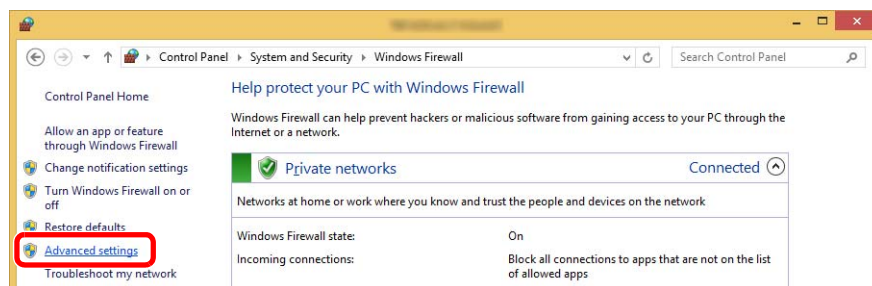 Control Panel ▸ System and Security ▸ Windows Firewall
Search Control Panel
Control Panel Home
Allow an app or feature
through Windows Firewall
Change notification settings
Turn Windows Firewall on or
off
Restore defaults
Advanced settings
Troubleshoot my network
Help protect your PC with Windows Firewall
Windows Firewall can help prevent hackers or malicious software from gaining access to your PC through the
Internet or a network.
Private networks
Connected
Networks at home or work where you know and trust the people and devices on the network
Windows Firewall state:
On
Incoming connections:
Block all connections to apps that are not on the list
of allowed apps